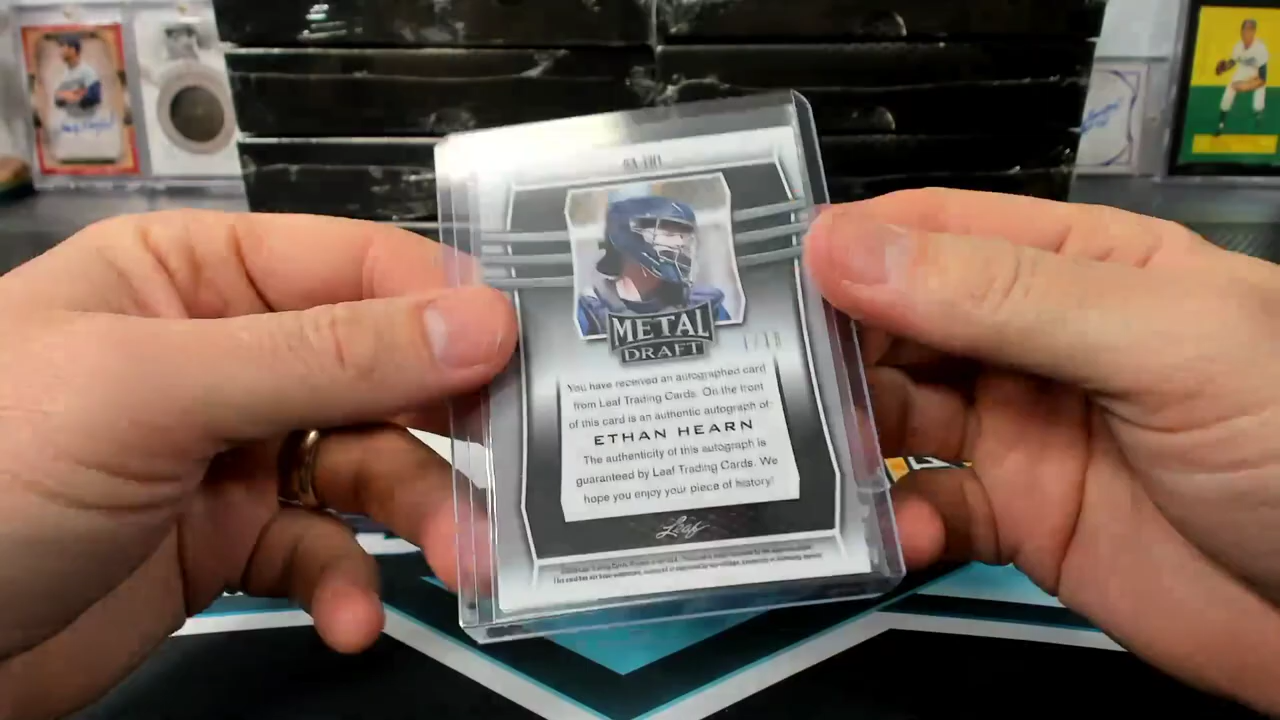 METAL
DRAFT
You have received an autographed card
from Leaf Trading Cards. On the front
of this card is an authentic autograph of:
ETHAN HEARN
The authenticity of this autograph is
guaranteed by Leaf Trading Cards. We
hope you enjoy your piece of history!
Leaf